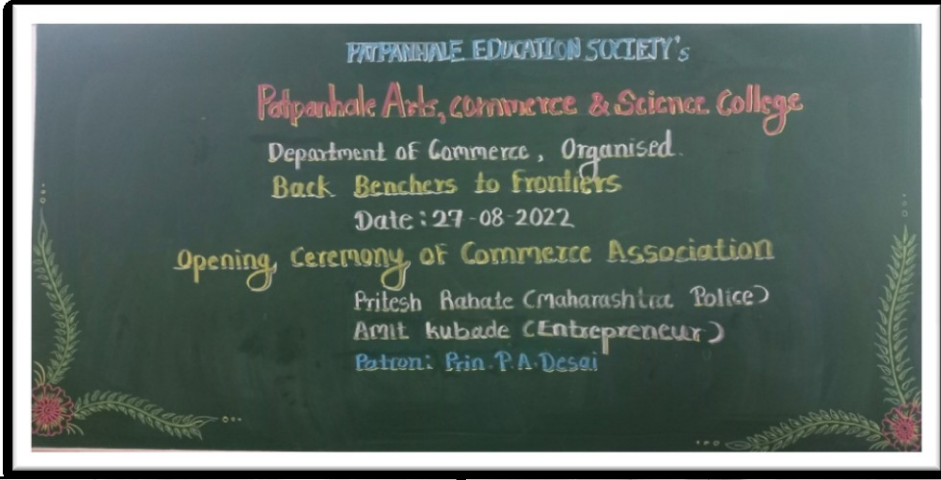 PATPANHALE EDUCATION SOCIETY's
Patpanhale Arts, commerce & Science College
Department of Commerce, Organised.
Back Benchers to Frontiers
Date: 27-08-2022
Opening Ceremony of Commerce Association
Pritesh Rahate (Maharashtra Police)
Amit kubade (Entrepreneur)
Patron: Prin. P.A. Desai